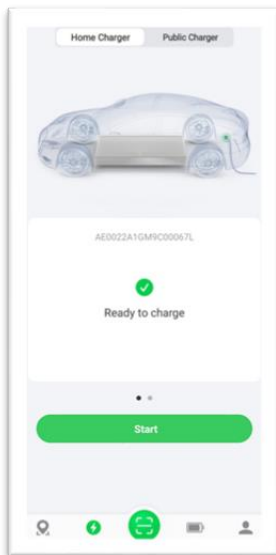 Home Charger
Public Charger
AE0022A1GM9C00067L
Ready to charge
Start